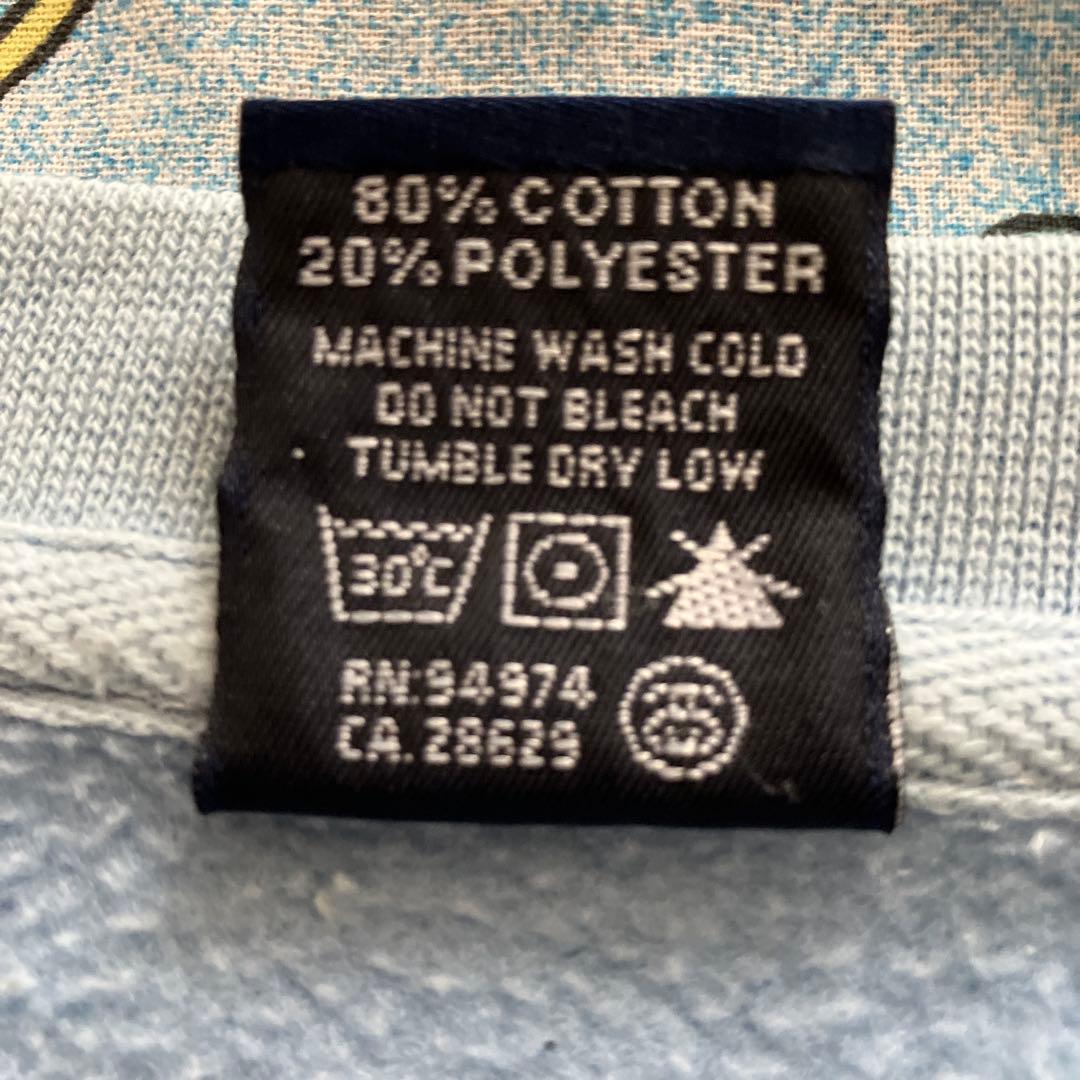 80% COTTON
20% POLYESTER
MACHINE WASH COLD
DO NOT BLEACH
TUMBLE DRY LOW
30°C
RN:94974
CA.28629